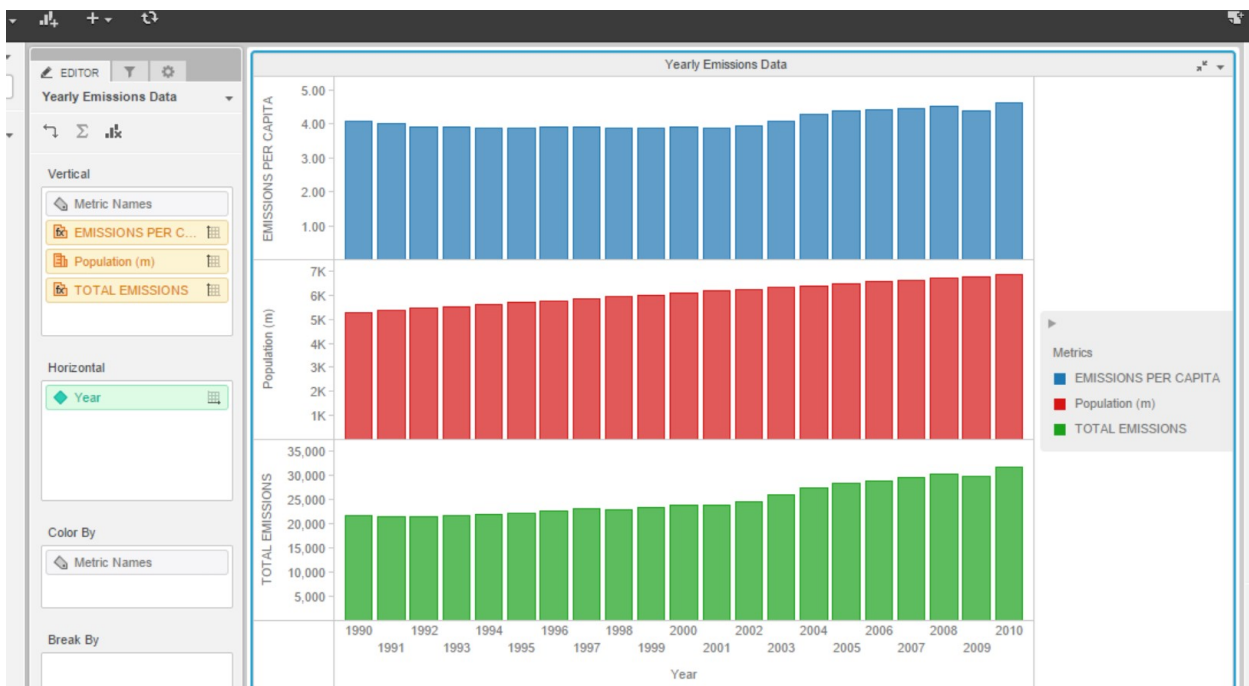 EDITOR
Yearly Emissions Data
Vertical
Metric Names
EMISSIONS PER C...
Population (m)
TOTAL EMISSIONS
Horizontal
Year
Color By
Metric Names
Break By
Yearly Emissions Data
EMISSIONS PER CAPITA
5.00
4.00
3.00
2.00
1.00
Population (m)
7K
6K
5K
4K
3K
2K
1K
TOTAL EMISSIONS
35,000
30,000
25,000
20,000
15,000
10,000
5,000
1990 1992 1994 1996 1998 2000 2002 2004 2006 2008 2010
1991 1993 1995 1997 1999 2001 2003 2005 2007 2009
Year
Metrics
EMISSIONS PER CAPITA
Population (m)
TOTAL EMISSIONS